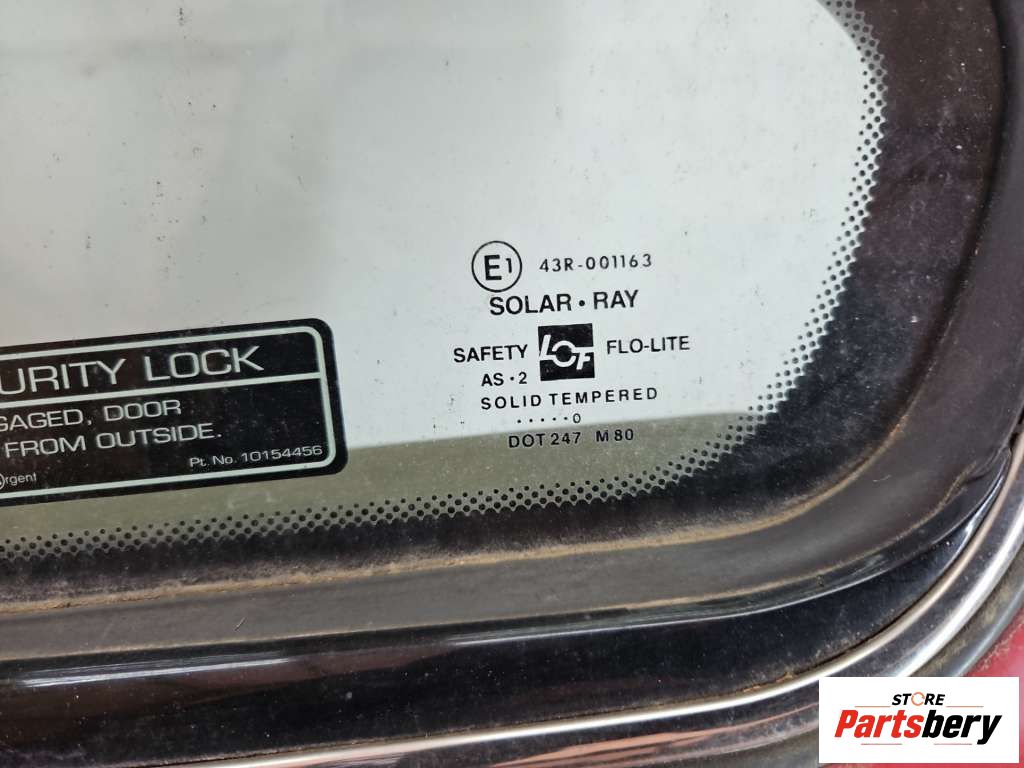 E1 43R-001163
SOLAR • RAY
SAFETY LOF FLO-LITE
AS • 2
SOLID TEMPERED
. . . . . 0
DOT 247 M 80
URITY LOCK
GAGED, DOOR
FROM OUTSIDE.
rgent Pt. No. 10154456
STORE
Partsbery